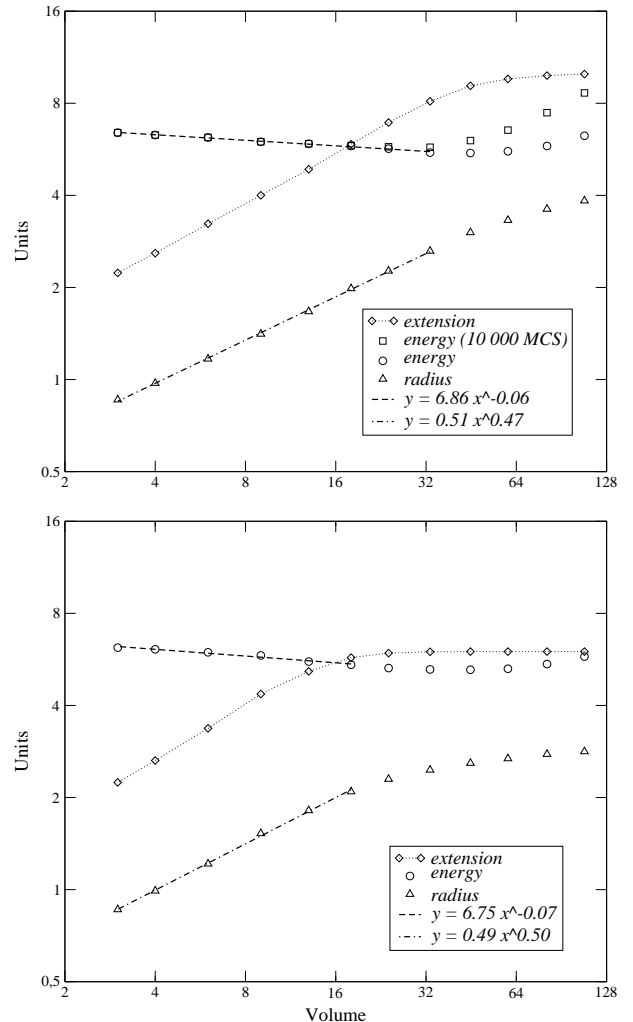 16
8
4
2
1
0.5
Units
extension
energy (10 000 MCS)
energy
radius
y = 6.86 x^-0.06
y = 0.51 x^0.47
2 4 8 16 32 64 128
16
8
4
2
1
0.5
Units
extension
energy
radius
y = 6.75 x^-0.07
y = 0.49 x^0.50
2 4 8 16 32 64 128
Volume